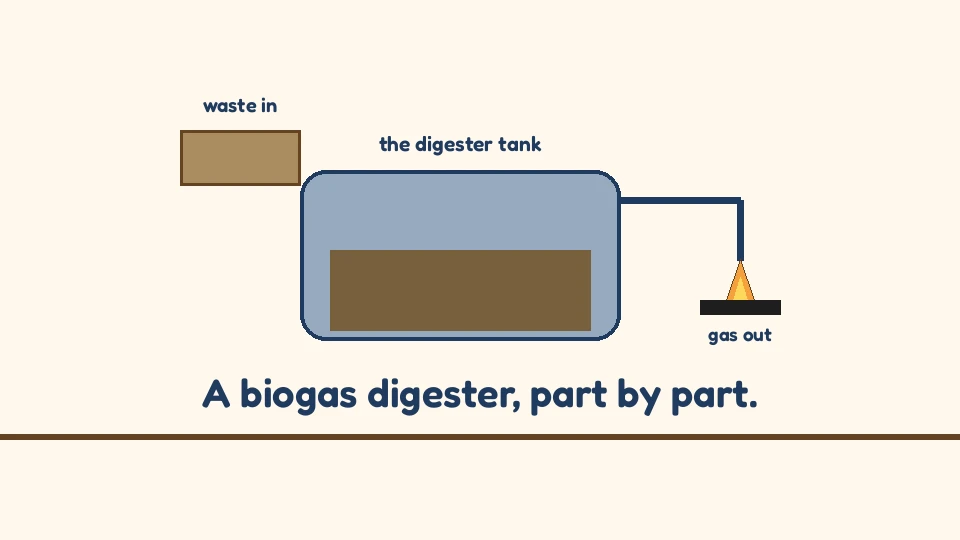 waste in
the digester tank
gas out
A biogas digester, part by part.